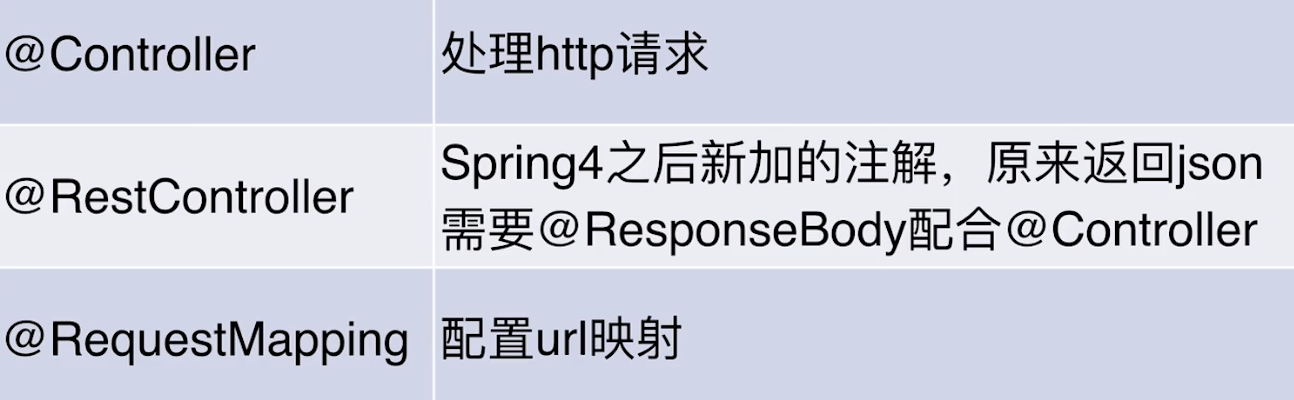 @Controller
处理http请求
@RestController
Spring4之后新加的注解，原来返回json
需要@ResponseBody配合@Controller
@RequestMapping
配置url映射